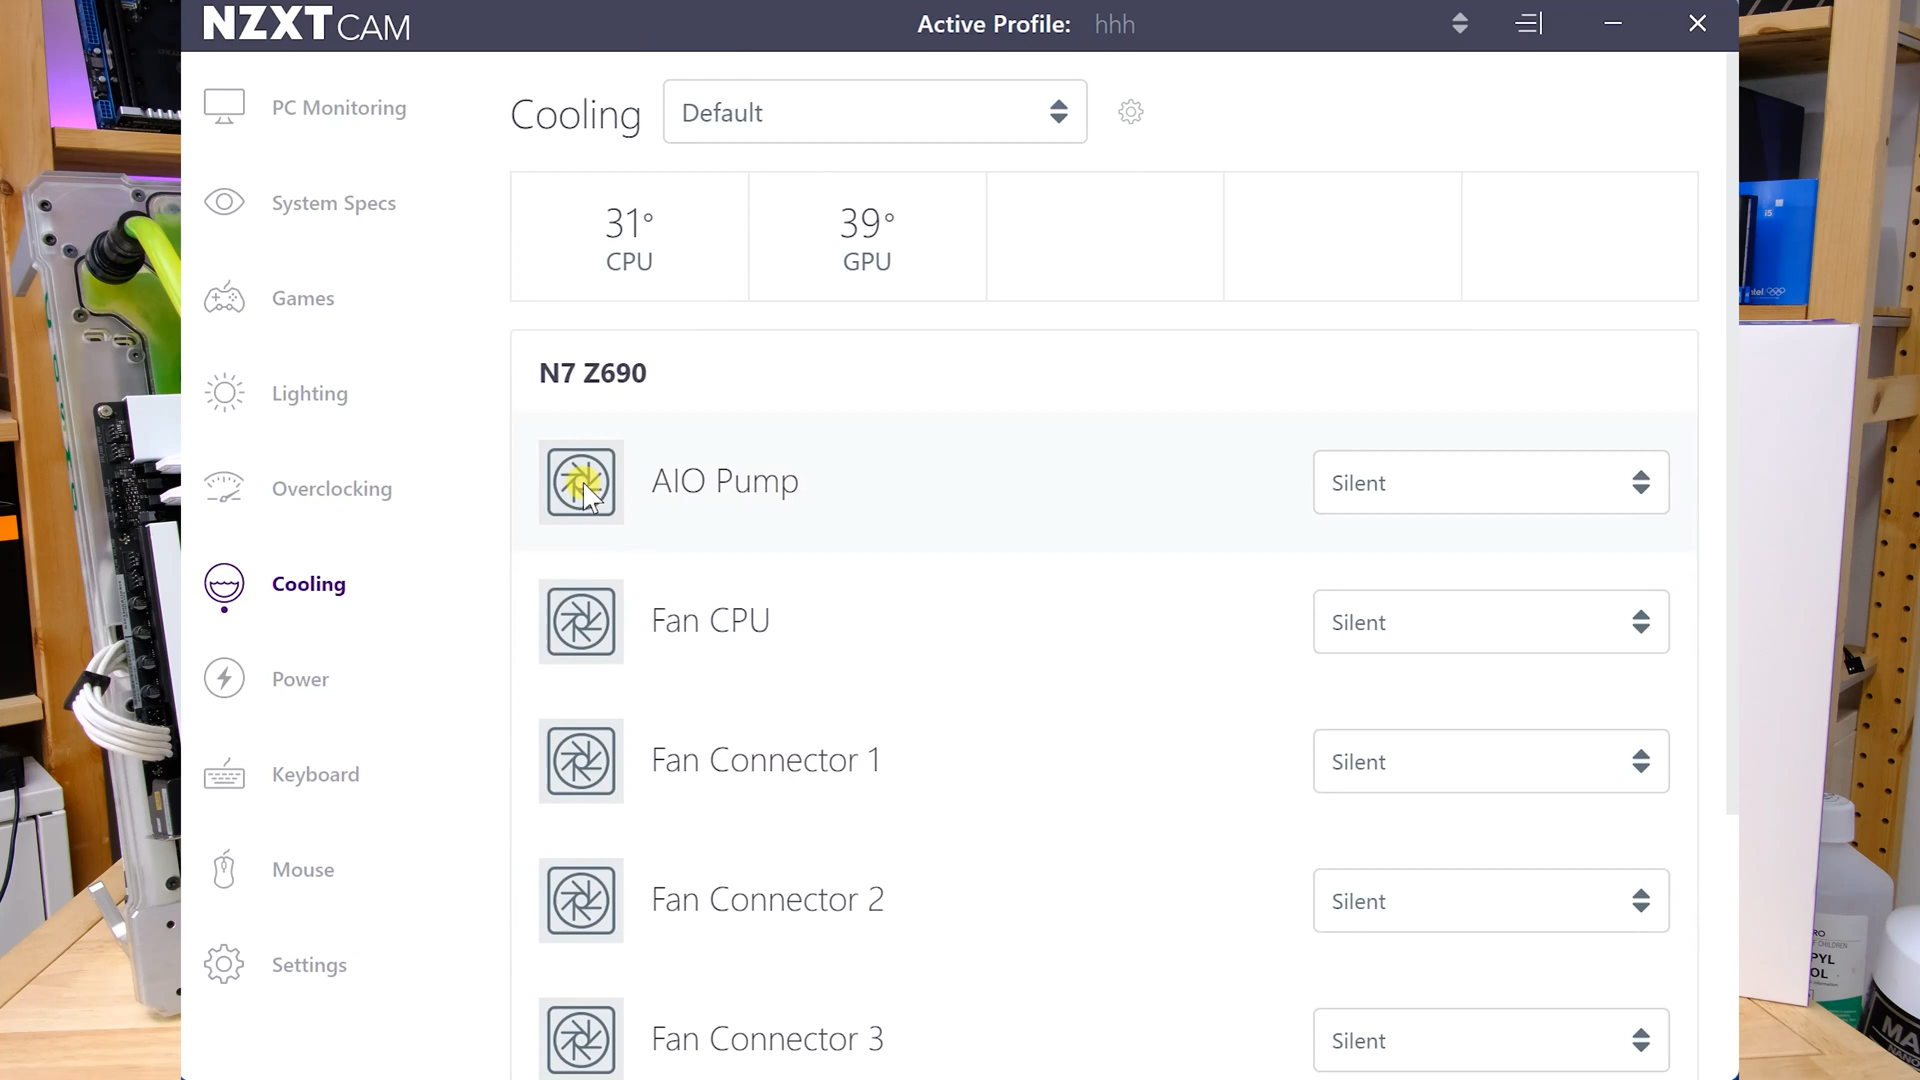 NZXT CAM
Active Profile: hhh
PC Monitoring
System Specs
Games
Lighting
Overclocking
Cooling
Power
Keyboard
Mouse
Settings
Cooling
Default
31°
CPU
39°
GPU
N7 Z690
AIO Pump
Silent
Fan CPU
Silent
Fan Connector 1
Silent
Fan Connector 2
Silent
Fan Connector 3
Silent
i5